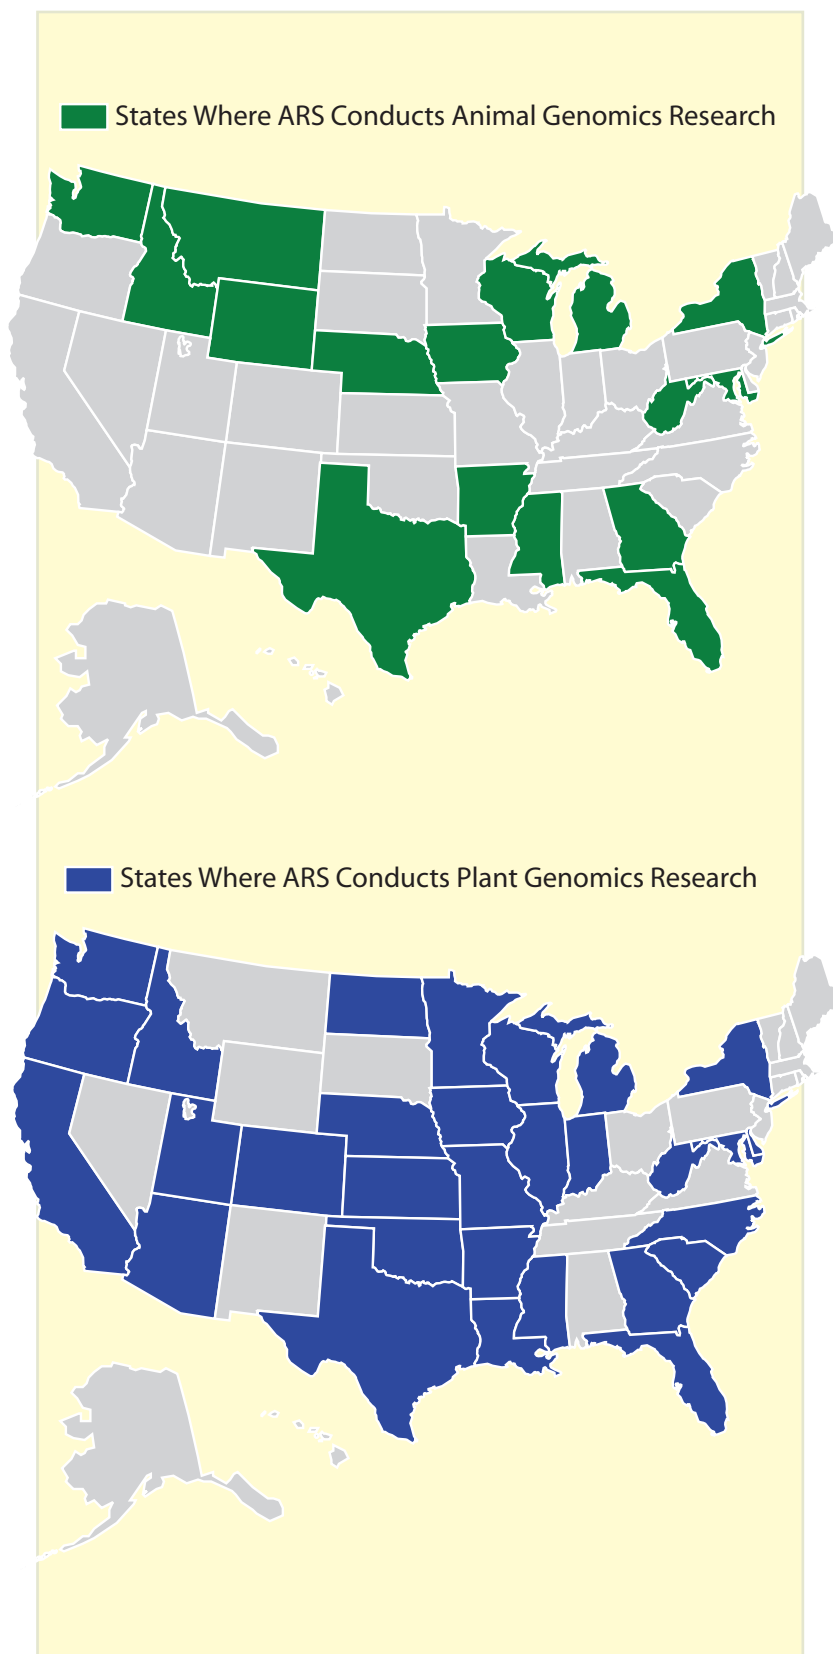 States Where ARS Conducts Animal Genomics Research
States Where ARS Conducts Plant Genomics Research